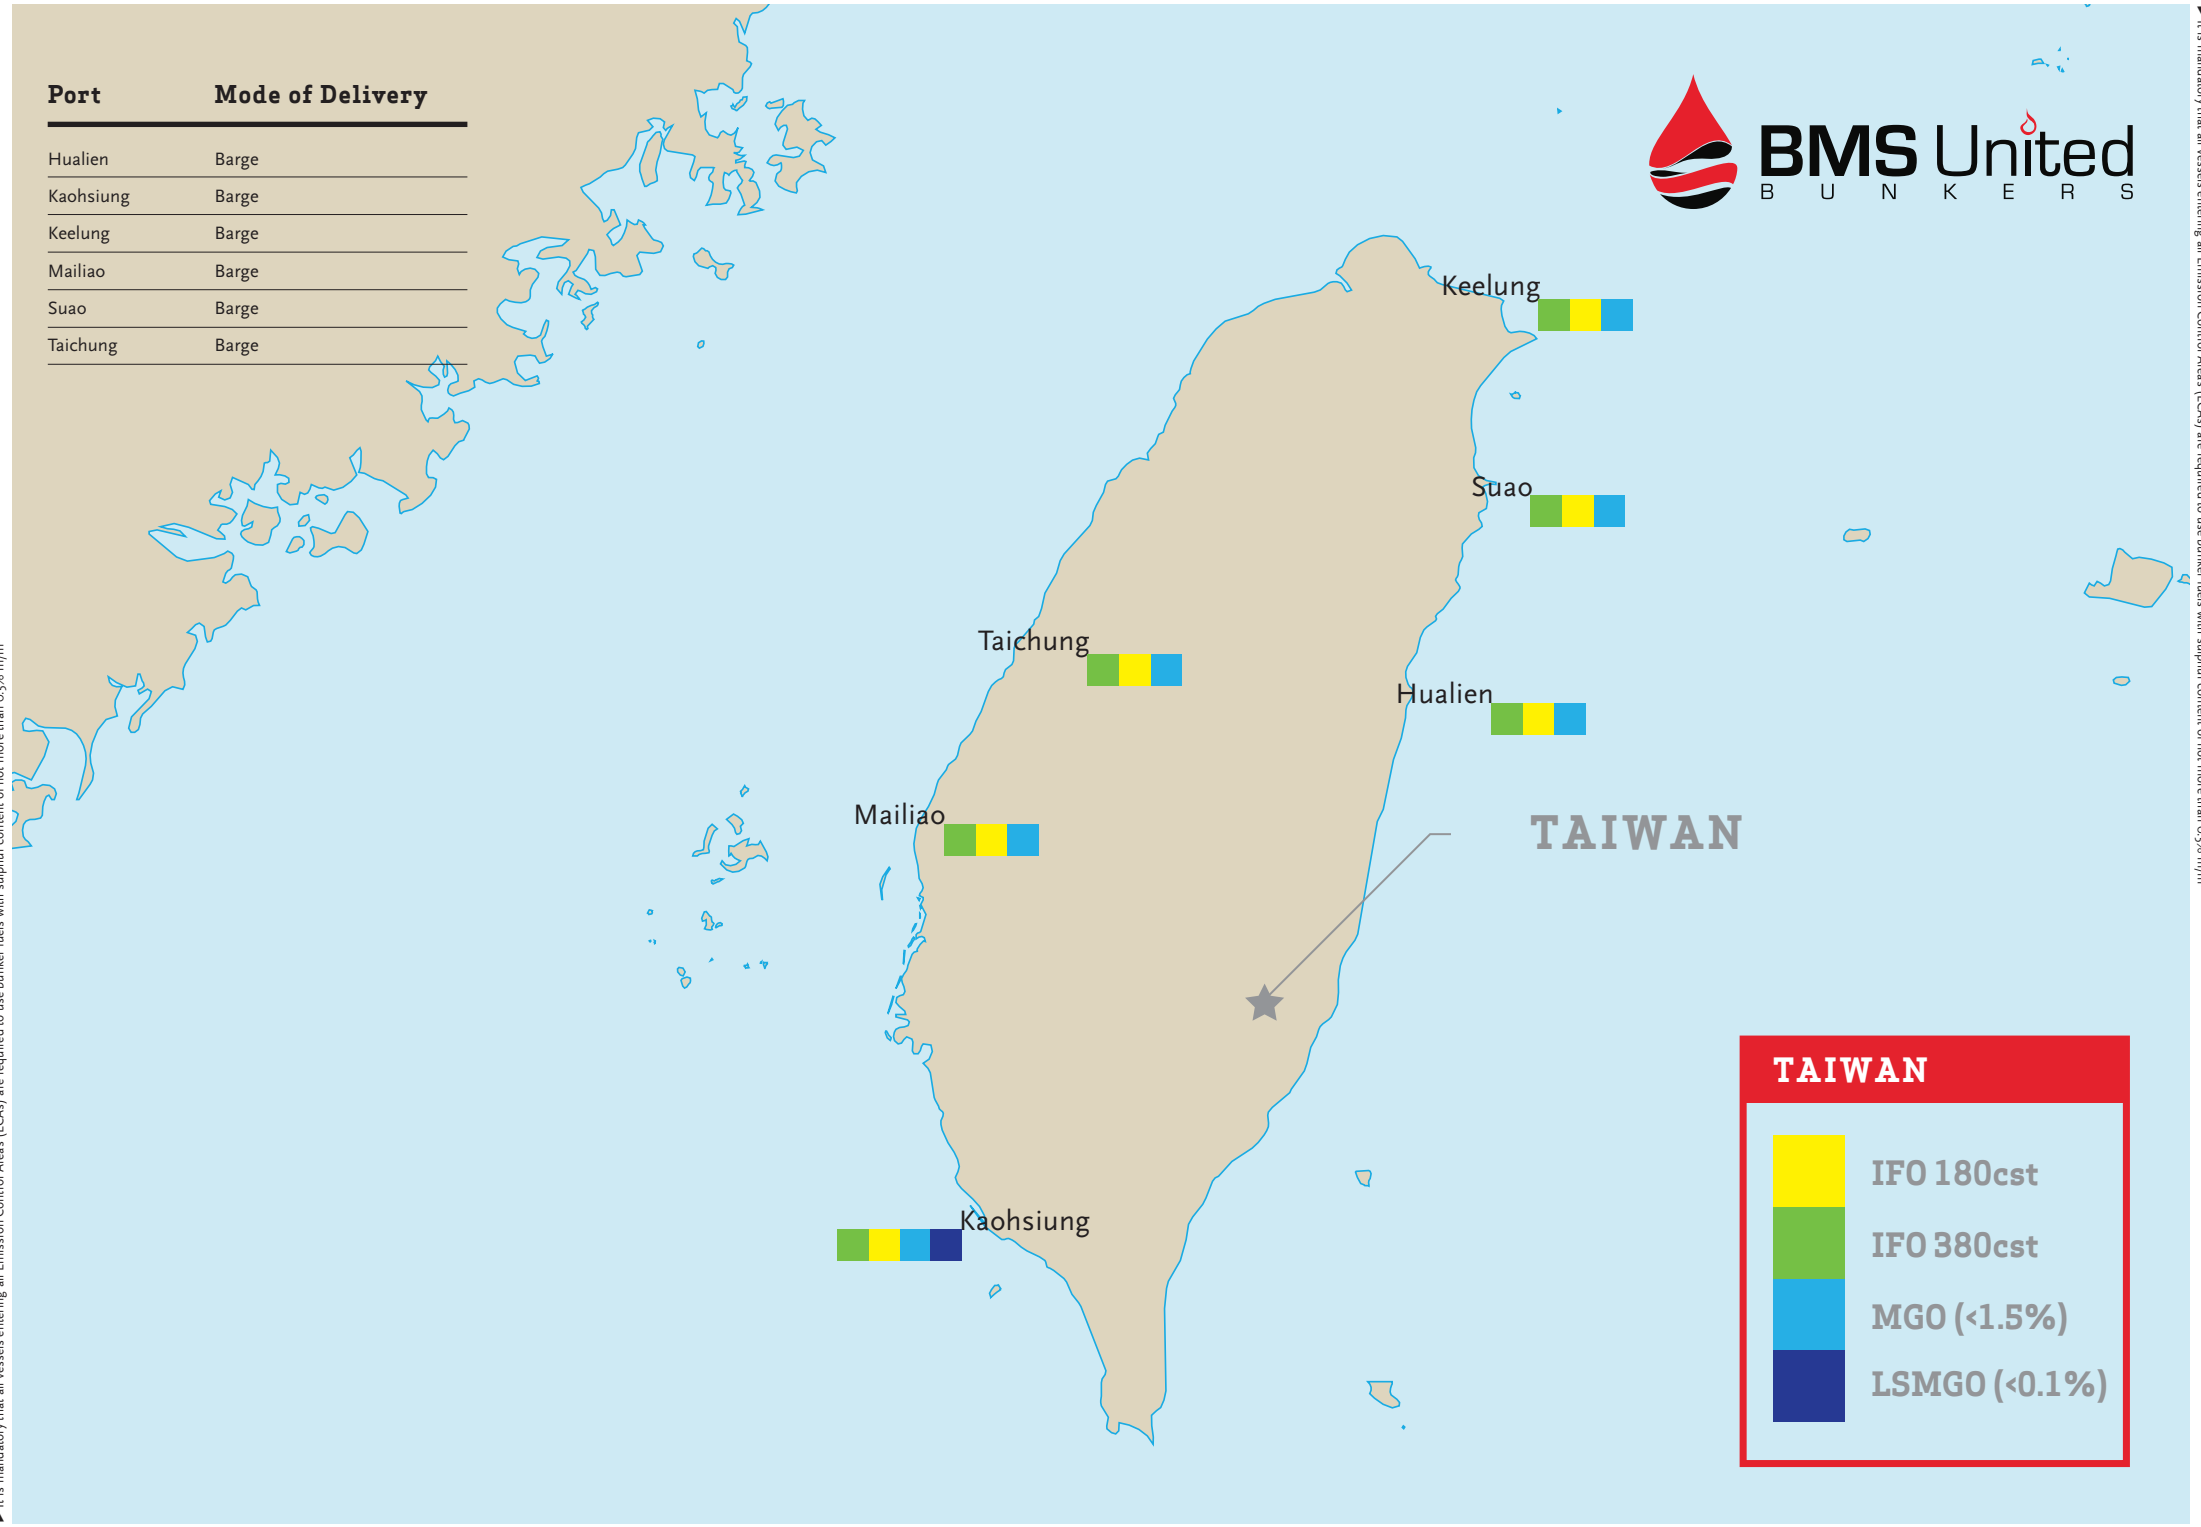 Port Mode of Delivery
Hualien Barge
Kaohsiung Barge
Keelung Barge
Mailiao Barge
Suao Barge
Taichung Barge
BMS United
BUNKERS
Keelung
Suao
Taichung
Hualien
Mailiao
TAIWAN
Kaohsiung
TAIWAN
IFO 180cst
IFO 380cst
MGO (<1.5%)
LSMGO (<0.1%)